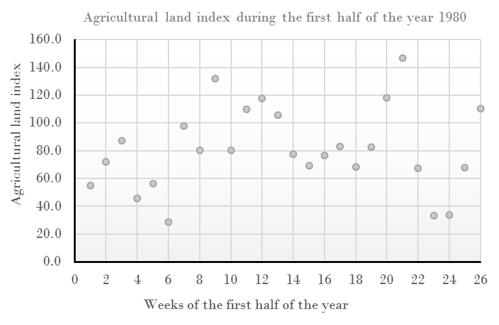 Agricultural land index during the first half of the year 1980
160.0
140.0
120.0
100.0
80.0
60.0
40.0
20.0
0.0
Agricultural land index
0 2 4 6 8 10 12 14 16 18 20 22 24 26
Weeks of the first half of the year